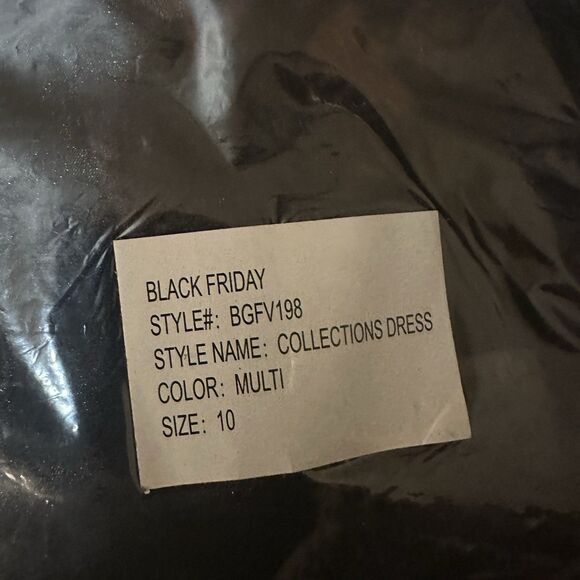 BLACK FRIDAY
STYLE#: BGFV198
STYLE NAME: COLLECTIONS DRESS
COLOR: MULTI
SIZE: 10